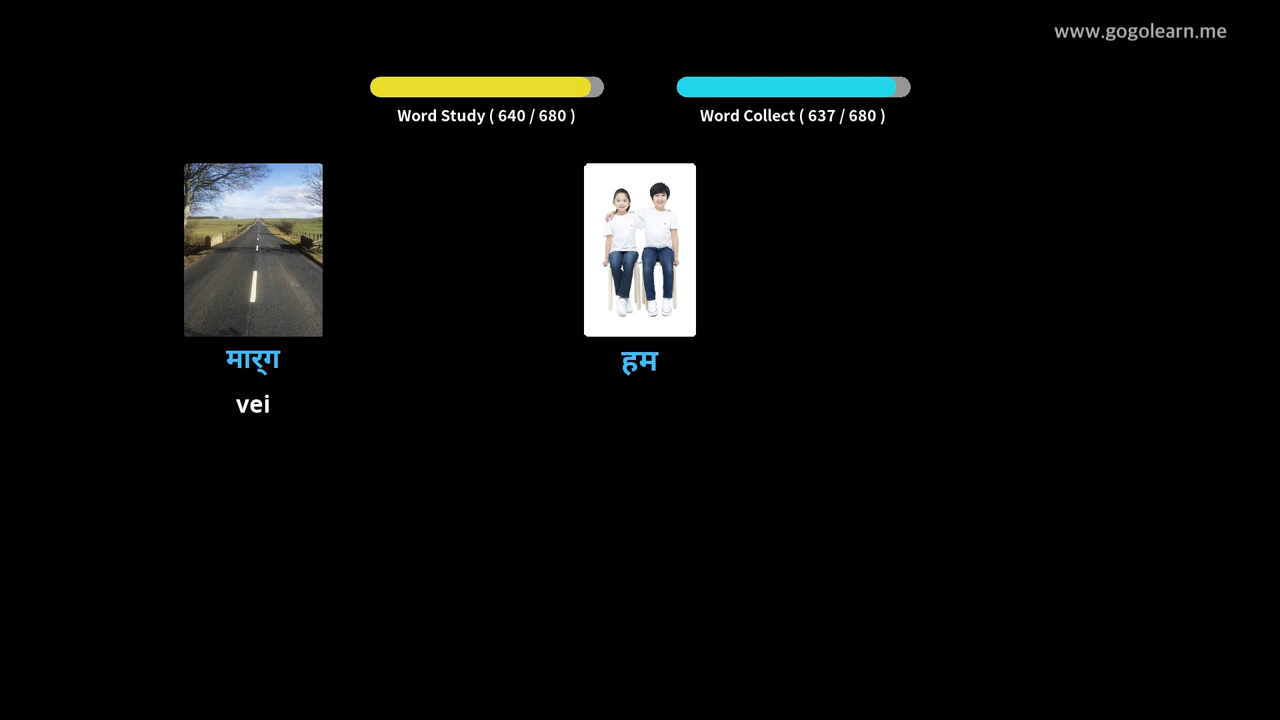 www.gogolearn.me
Word Study ( 640 / 680 )
Word Collect ( 637 / 680 )
मार्ग
हम
vei